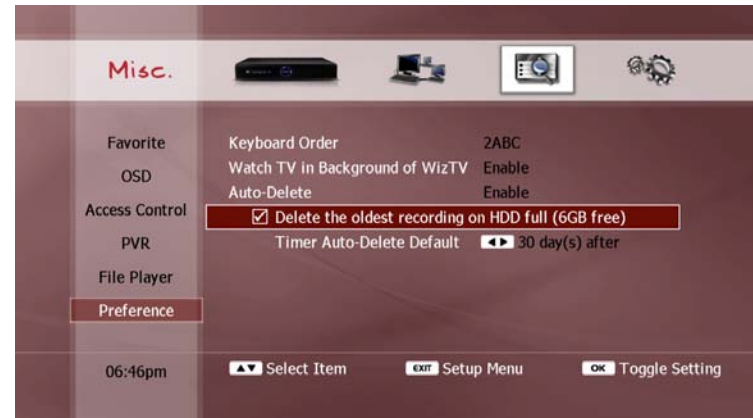 Misc.
Favorite
OSD
Access Control
PVR
File Player
Preference
06:46pm
Keyboard Order 2ABC
Watch TV in Background of WizTV Enable
Auto-Delete Enable
Delete the oldest recording on HDD full (6GB free)
Timer Auto-Delete Default 30 day(s) after
Select Item EXIT Setup Menu OK Toggle Setting